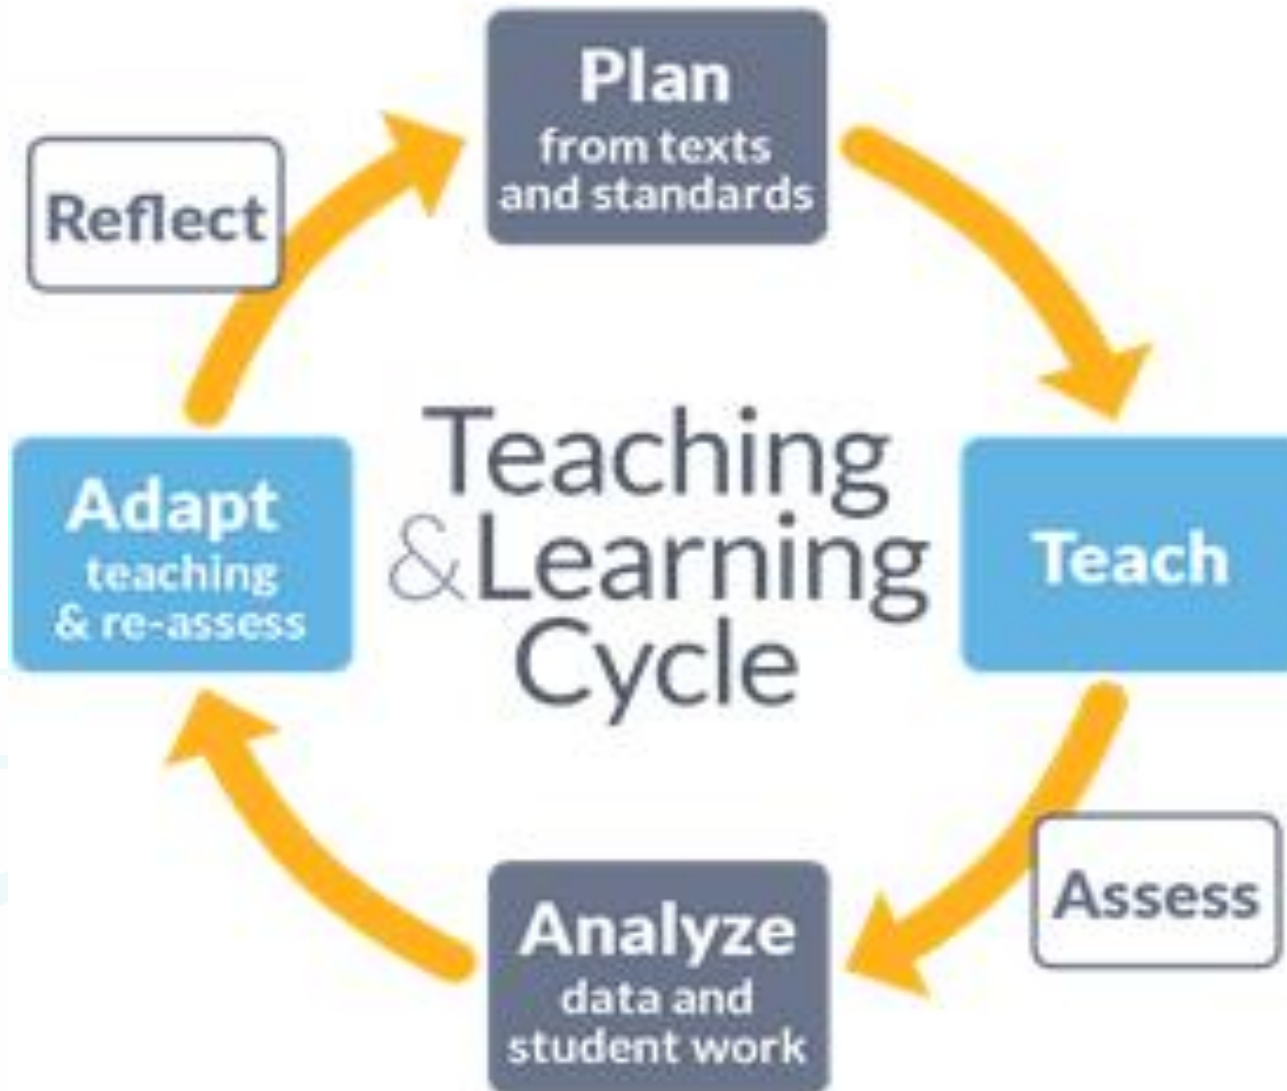 Plan
from texts
and standards
Reflect
Teaching
&Learning
Cycle
Adapt
teaching
& re-assess
Teach
Assess
Analyze
data and
student work